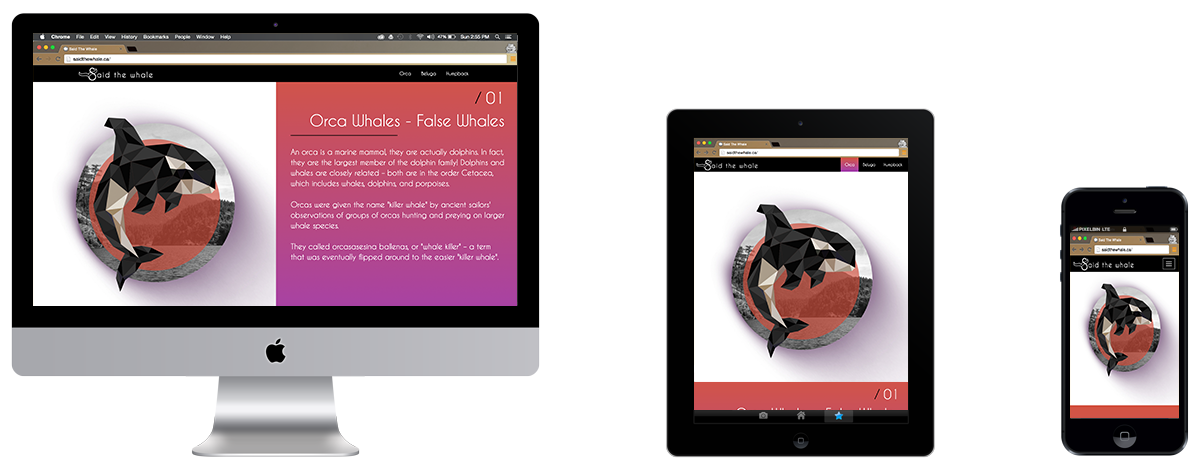 Chrome File Edit View History Bookmarks People Window Help
47% Sun 2:55 PM
Said The Whale
saidthewhale.ca/
Said the whale
Orca Beluga Humpback
/ 01
Orca Whales - False Whales
An orca is a marine mammal, they are actually dolphins. In fact,
they are the largest member of the dolphin family! Dolphins and
whales are closely related - both are in the order Cetacea,
which includes whales, dolphins, and porpoises.
Orcas were given the name "killer whale" by ancient sailors'
observations of groups of orcas hunting and preying on larger
whale species.
They called orcasasesina ballenas, or "whale killer" – a term
that was eventually flipped around to the easier "killer whale".
Said The Whale
saidthewhale.ca/
Said the whale
Orca Beluga Humpback
/ 01
Orca Whales - False Whales
PIXELBIN LTE
Said The Whale
saidthewhale.ca/
Said the whale